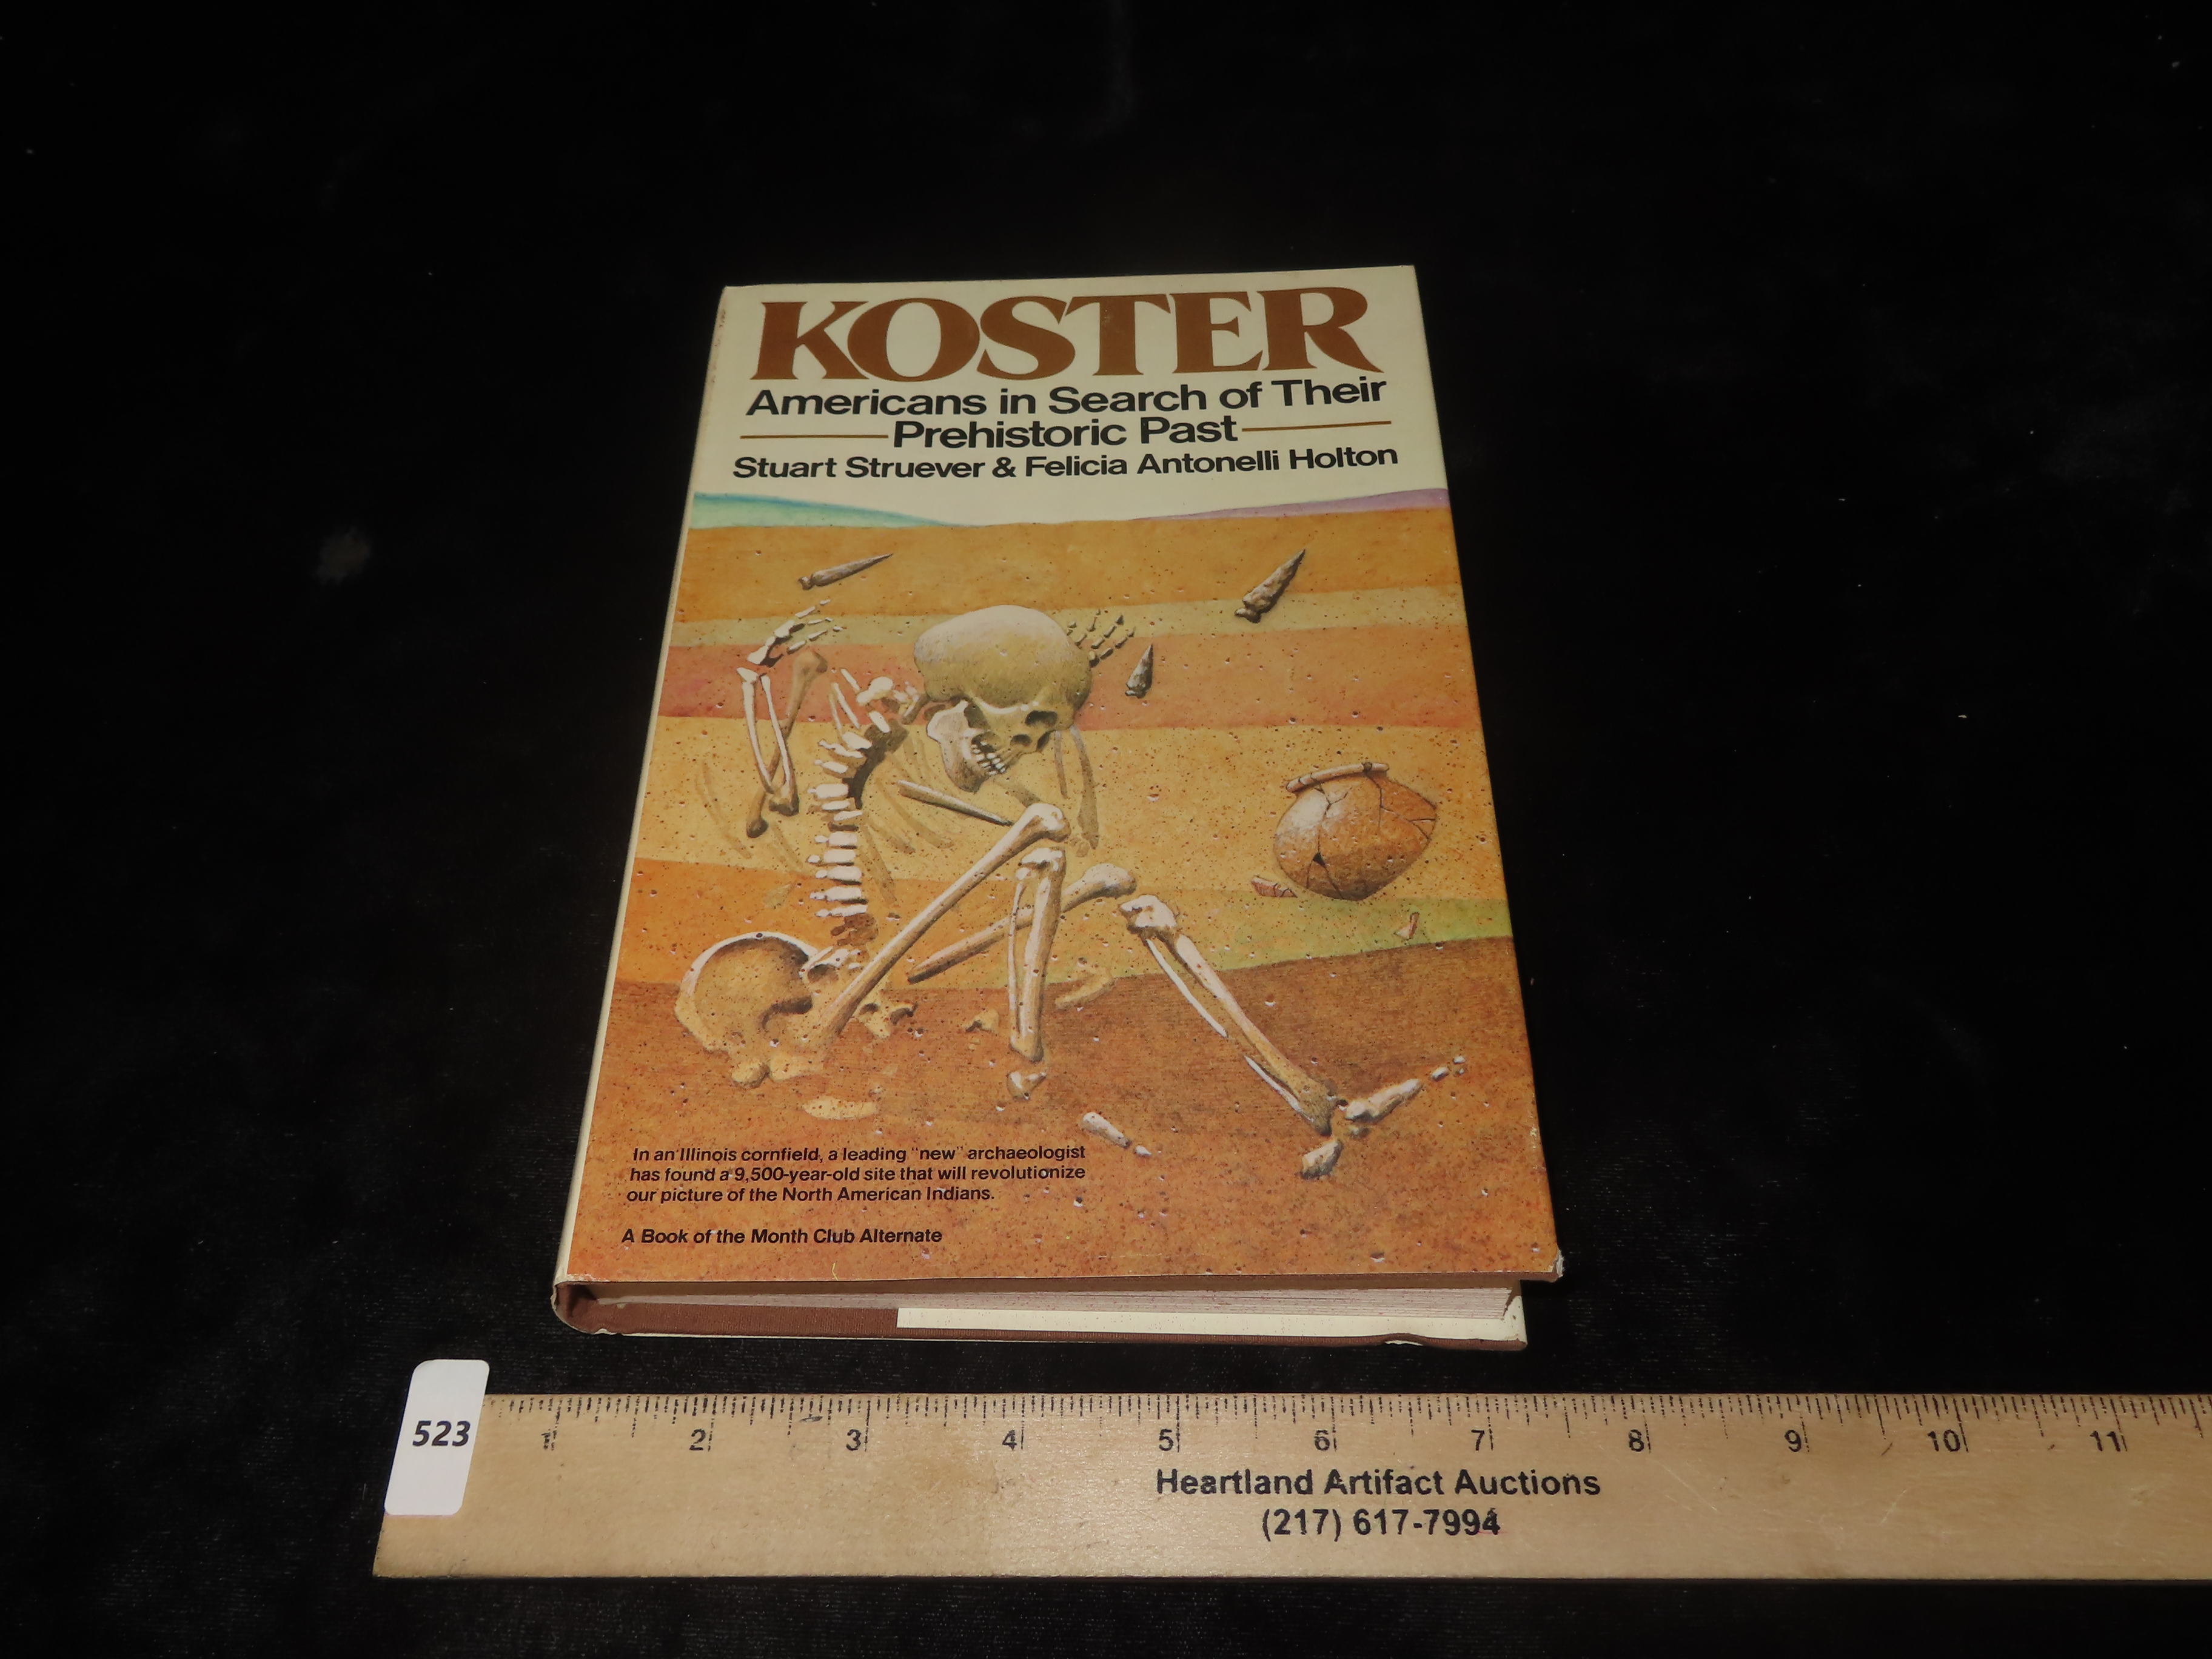 KOSTER
Americans in Search of Their
Prehistoric Past
Stuart Struever & Felicia Antonelli Holton
In an Illinois cornfield, a leading "new" archaeologist
has found a 9,500-year-old site that will revolutionize
our picture of the North American Indians.
A Book of the Month Club Alternate
523
1 2 3 4 5 6 7 8 9 10 11
Heartland Artifact Auctions
(217) 617-7994